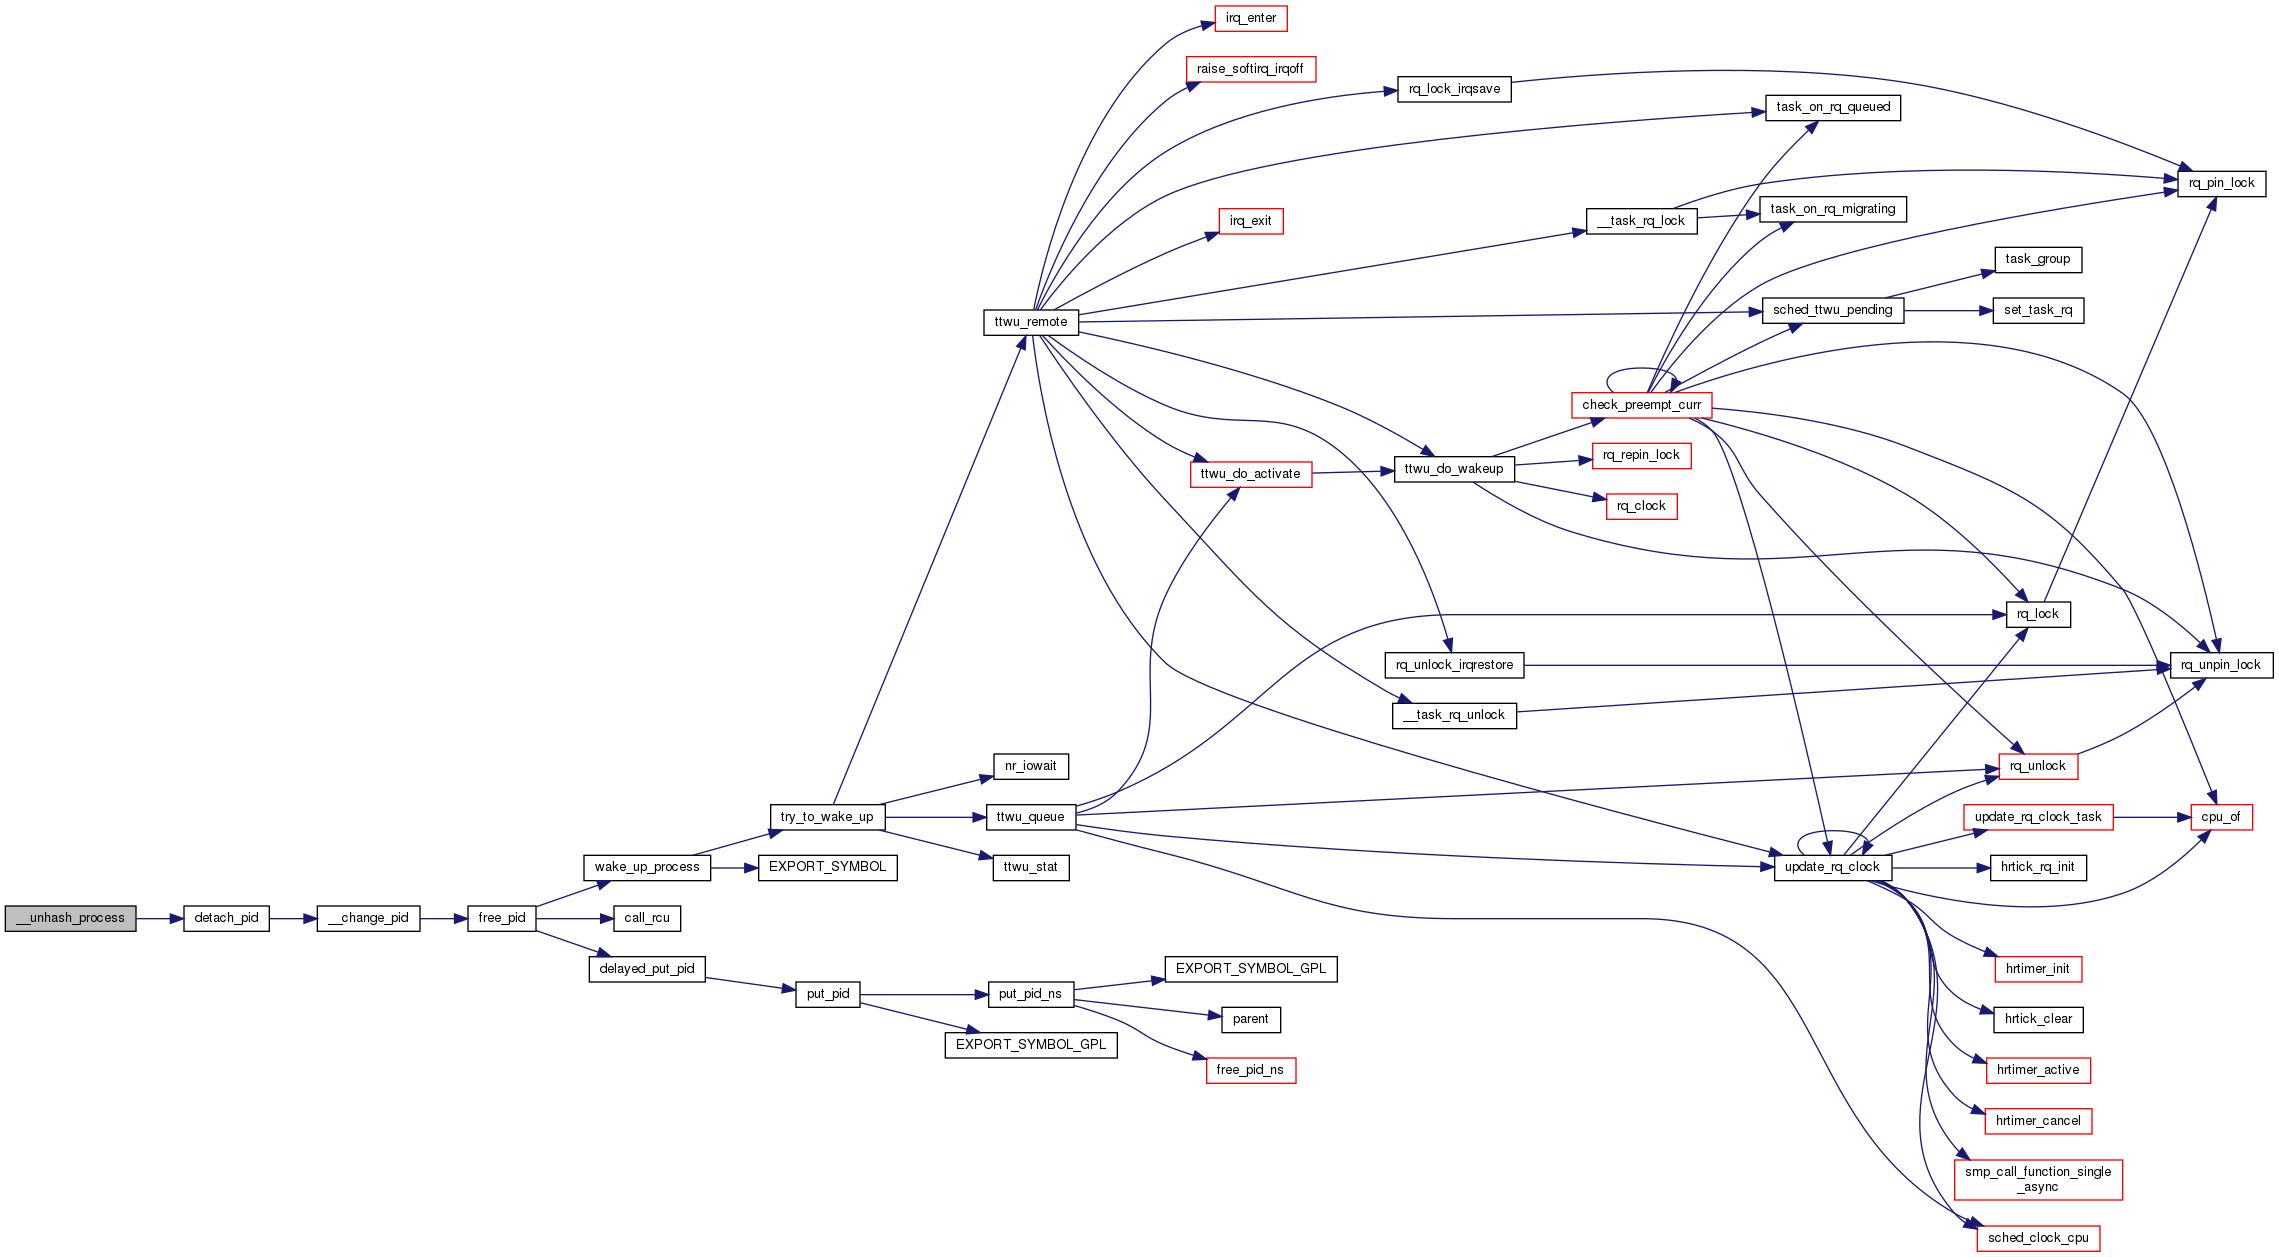 irq_enter
raise_softirq_irqoff
rq_lock_irqsave
task_on_rq_queued
rq_pin_lock
irq_exit
__task_rq_lock
task_on_rq_migrating
task_group
ttwu_remote
sched_ttwu_pending
set_task_rq
check_preempt_curr
ttwu_do_activate
ttwu_do_wakeup
rq_repin_lock
rq_clock
rq_lock
rq_unlock_irqrestore
rq_unpin_lock
__task_rq_unlock
nr_iowait
rq_unlock
try_to_wake_up
ttwu_queue
update_rq_clock_task
cpu_of
wake_up_process
EXPORT_SYMBOL
ttwu_stat
update_rq_clock
hrtick_rq_init
__unhash_process
detach_pid
__change_pid
free_pid
call_rcu
delayed_put_pid
put_pid
put_pid_ns
EXPORT_SYMBOL_GPL
hrtimer_init
parent
hrtick_clear
EXPORT_SYMBOL_GPL
free_pid_ns
hrtimer_active
hrtimer_cancel
smp_call_function_single
_async
sched_clock_cpu